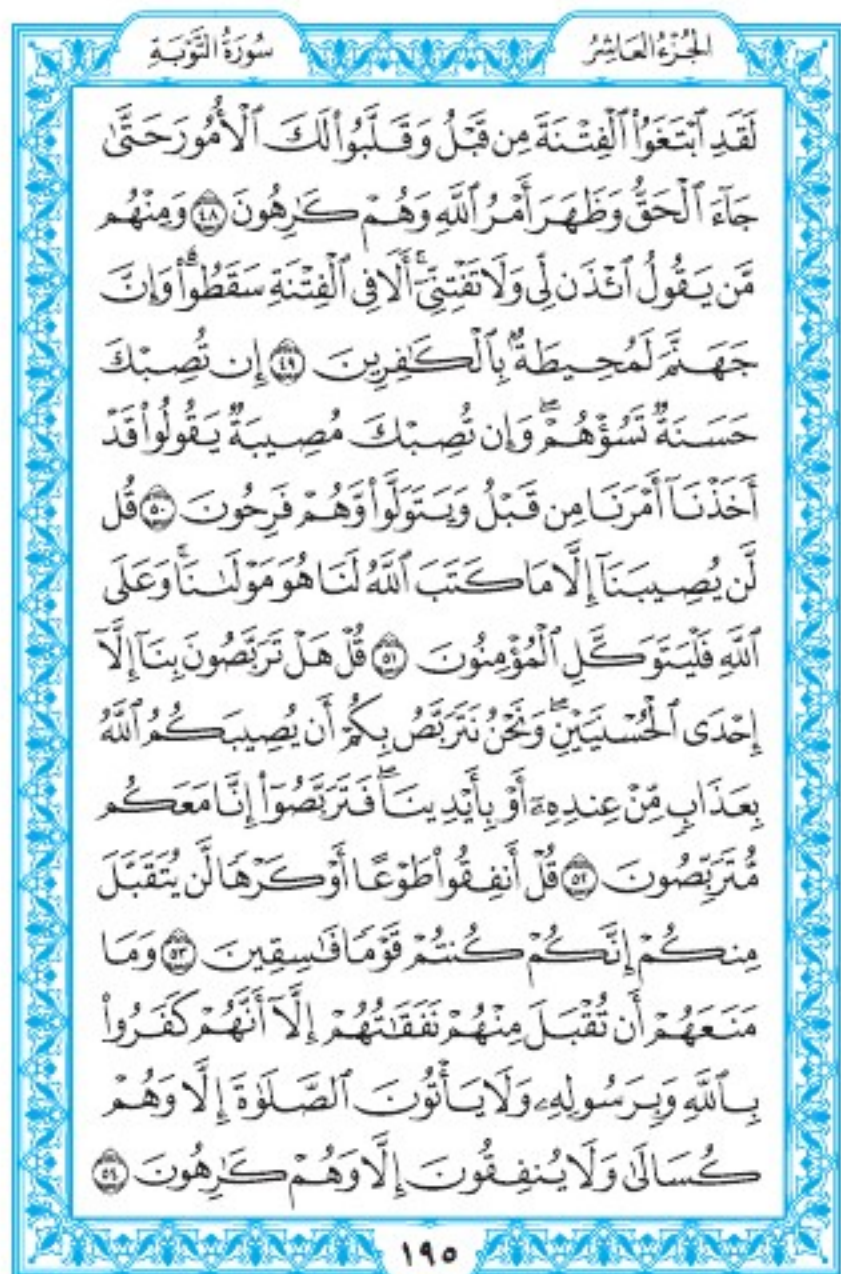 الجُزْءُ العَاشِرُ
سُورَةُ التَّوْبَةِ
لَقَدِ ٱبْتَغَوُا۟ ٱلْفِتْنَةَ مِن قَبْلُ وَقَلَّبُوا۟ لَكَ ٱلْأُمُورَ حَتَّىٰ
جَآءَ ٱلْحَقُّ وَظَهَرَ أَمْرُ ٱللَّهِ وَهُمْ كَـٰرِهُونَ ٤٨ وَمِنْهُم
مَّن يَقُولُ ٱئْذَن لِّى وَلَا تَفْتِنِّىٓ ۚ أَلَا فِى ٱلْفِتْنَةِ سَقَطُوا۟ ۗ وَإِنَّ
جَهَنَّمَ لَمُحِيطَةٌۢ بِٱلْكَـٰفِرِينَ ٤٩ إِن تُصِبْكَ
حَسَنَةٌ تَسُؤْهُمْ ۖ وَإِن تُصِبْكَ مُصِيبَةٌ يَقُولُوا۟ قَدْ
أَخَذْنَآ أَمْرَنَا مِن قَبْلُ وَيَتَوَلَّوا۟ وَّهُمْ فَرِحُونَ ٥٠ قُل
لَّن يُصِيبَنَآ إِلَّا مَا كَتَبَ ٱللَّهُ لَنَا هُوَ مَوْلَىٰنَا ۚ وَعَلَى
ٱللَّهِ فَلْيَتَوَكَّلِ ٱلْمُؤْمِنُونَ ٥١ قُلْ هَلْ تَرَبَّصُونَ بِنَآ إِلَّآ
إِحْدَى ٱلْحُسْنَيَيْنِ ۖ وَنَحْنُ نَتَرَبَّصُ بِكُمْ أَن يُصِيبَكُمُ ٱللَّهُ
بِعَذَابٍ مِّنْ عِندِهِۦٓ أَوْ بِأَيْدِينَا ۖ فَتَرَبَّصُوٓا۟ إِنَّا مَعَكُم
مُّتَرَبِّصُونَ ٥٢ قُلْ أَنفِقُوا۟ طَوْعًا أَوْ كَرْهًا لَّن يُتَقَبَّلَ
مِنكُمْ إِنَّكُمْ كُنتُمْ قَوْمًا فَـٰسِقِينَ ٥٣ وَمَا
مَنَعَهُمْ أَن تُقْبَلَ مِنْهُمْ نَفَقَـٰتُهُمْ إِلَّآ أَنَّهُمْ كَفَرُوا۟
بِٱللَّهِ وَبِرَسُولِهِۦ وَلَا يَأْتُونَ ٱلصَّلَوٰةَ إِلَّا وَهُمْ
كُسَالَىٰ وَلَا يُنفِقُونَ إِلَّا وَهُمْ كَـٰرِهُونَ ٥٤
١٩٥